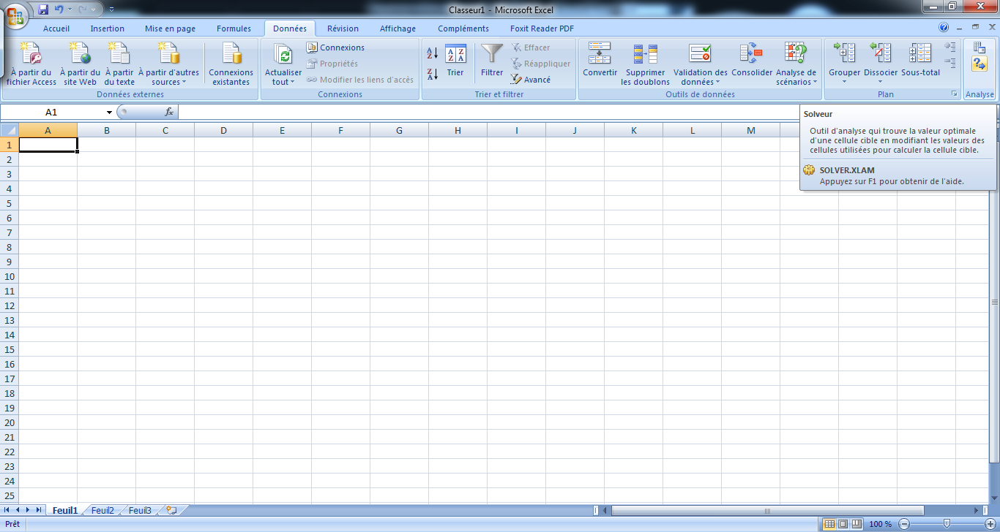 Classeur1 - Microsoft Excel
Accueil Insertion Mise en page Formules Données Révision Affichage Compléments Foxit Reader PDF
À partir du fichier Access
À partir du site Web
À partir du texte
À partir d'autres sources
Connexions existantes
Données externes
Actualiser tout
Connexions
Propriétés
Modifier les liens d'accès
Connexions
Trier
Filtrer
Effacer
Réappliquer
Avancé
Trier et filtrer
Convertir
Supprimer les doublons
Validation des données
Consolider
Analyse de scénarios
Outils de données
Grouper
Dissocier
Sous-total
Plan
Analyse
A1
fx
Solveur
Outil d'analyse qui trouve la valeur optimale
d'une cellule cible en modifiant les valeurs des
cellules utilisées pour calculer la cellule cible.
SOLVER.XLAM
Appuyez sur F1 pour obtenir de l'aide.
A B C D E F G H I J K L M
1
2
3
4
5
6
7
8
9
10
11
12
13
14
15
16
17
18
19
20
21
22
23
24
25
Feuil1 Feuil2 Feuil3
Prêt
100 %